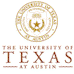 THE UNIVERSITY OF
TEXAS
AT AUSTIN